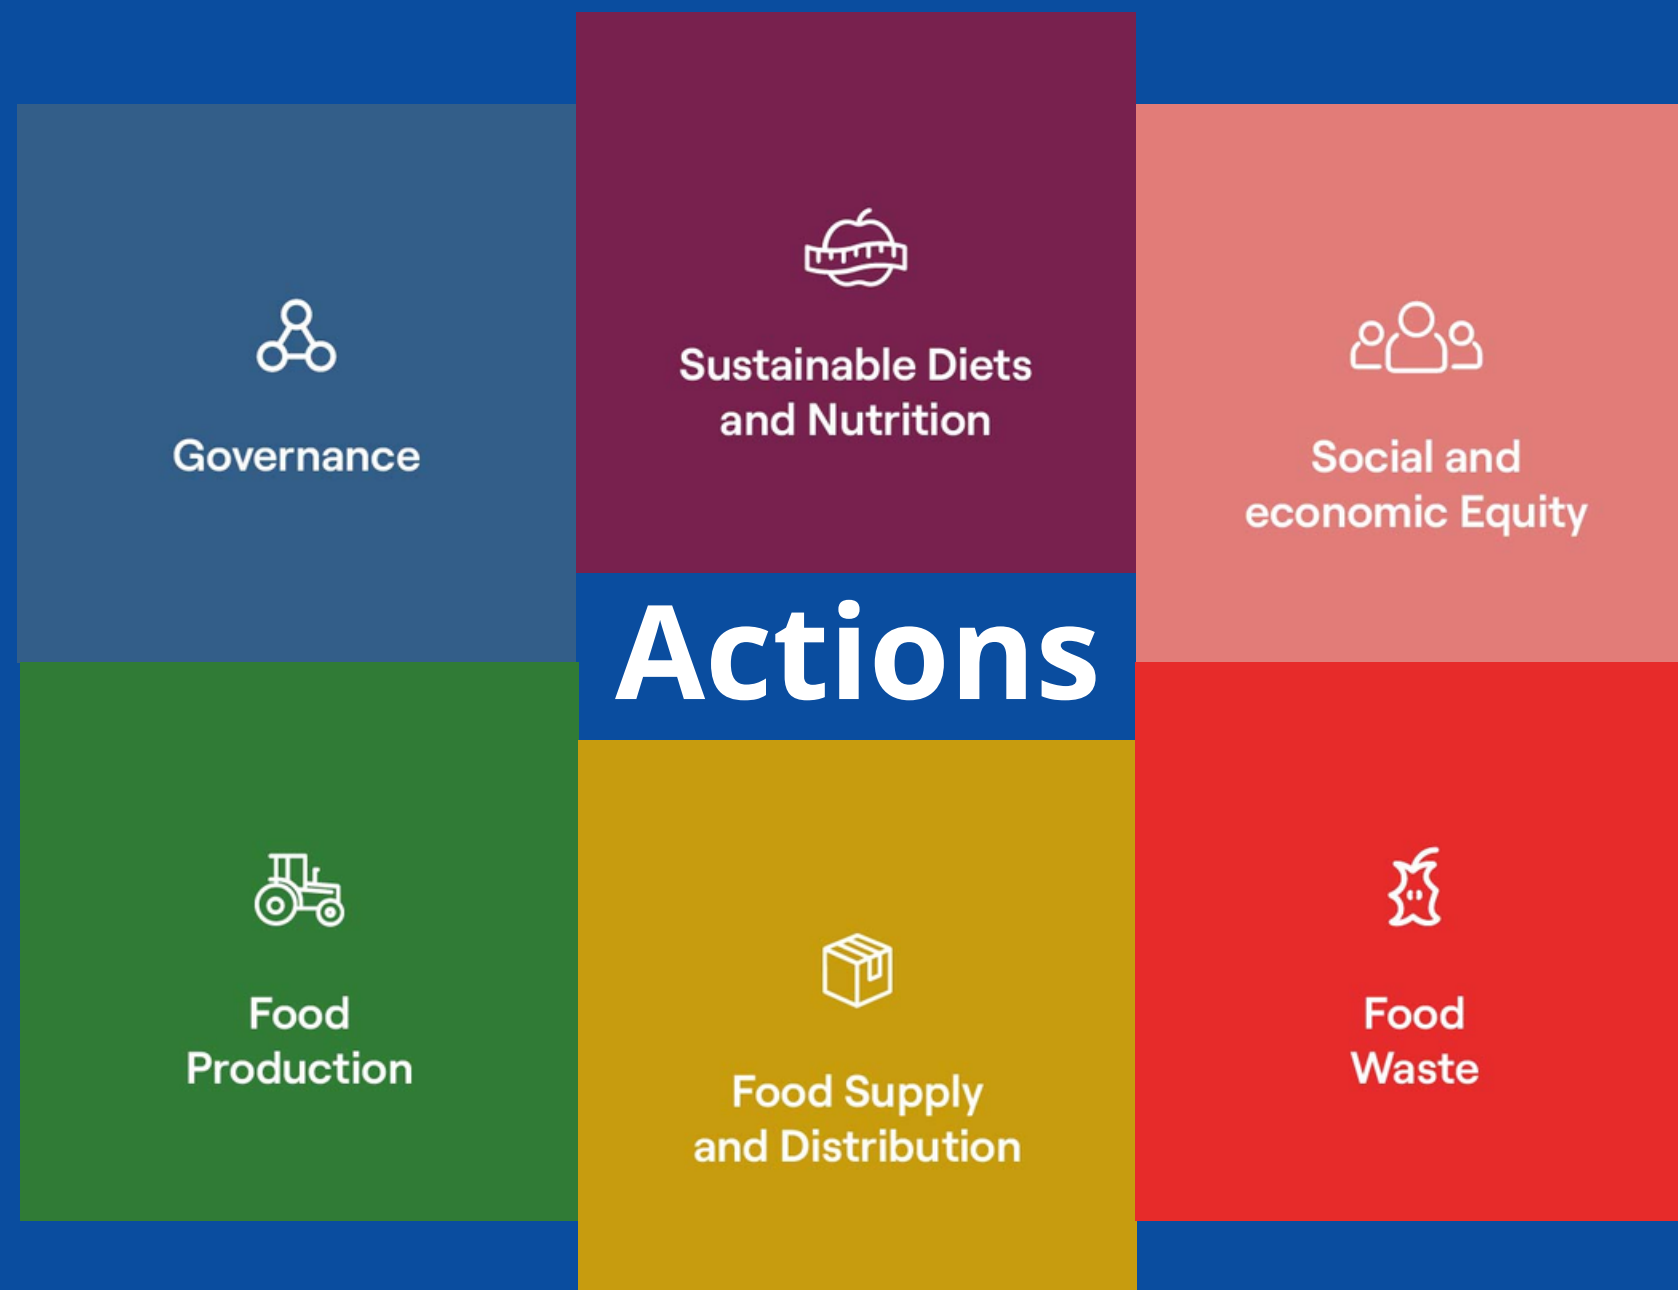 Governance
Sustainable Diets
and Nutrition
Social and
economic Equity
Actions
Food
Production
Food Supply
and Distribution
Food
Waste